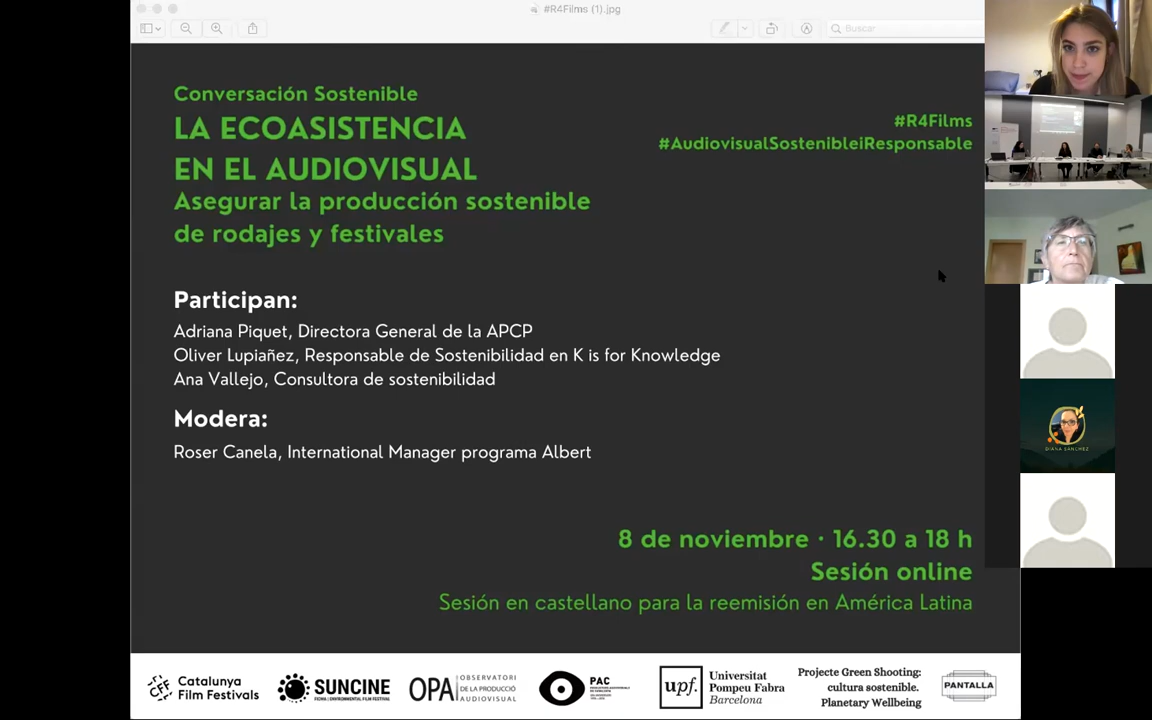 #R4Films (1).jpg
Buscar
Conversación Sostenible
LA ECOASISTENCIA
EN EL AUDIOVISUAL
Asegurar la producción sostenible
de rodajes y festivales
#R4Films
#AudiovisualSostenibleiResponsable
Participan:
Adriana Piquet, Directora General de la APCP
Oliver Lupiañez, Responsable de Sostenibilidad en K is for Knowledge
Ana Vallejo, Consultora de sostenibilidad
Modera:
Roser Canela, International Manager programa Albert
DIANA SANCHEZ
8 de noviembre · 16.30 a 18 h
Sesión online
Sesión en castellano para la reemisión en América Latina
CFF
Catalunya
Film Festivals
SUNCINE
OPA
OBSERVATORI
DE LA PRODUCCIÓ
AUDIOVISUAL
PAC
upf.
Universitat
Pompeu Fabra
Barcelona
Projecte Green Shooting:
cultura sostenible.
Planetary Wellbeing
PANTALLA